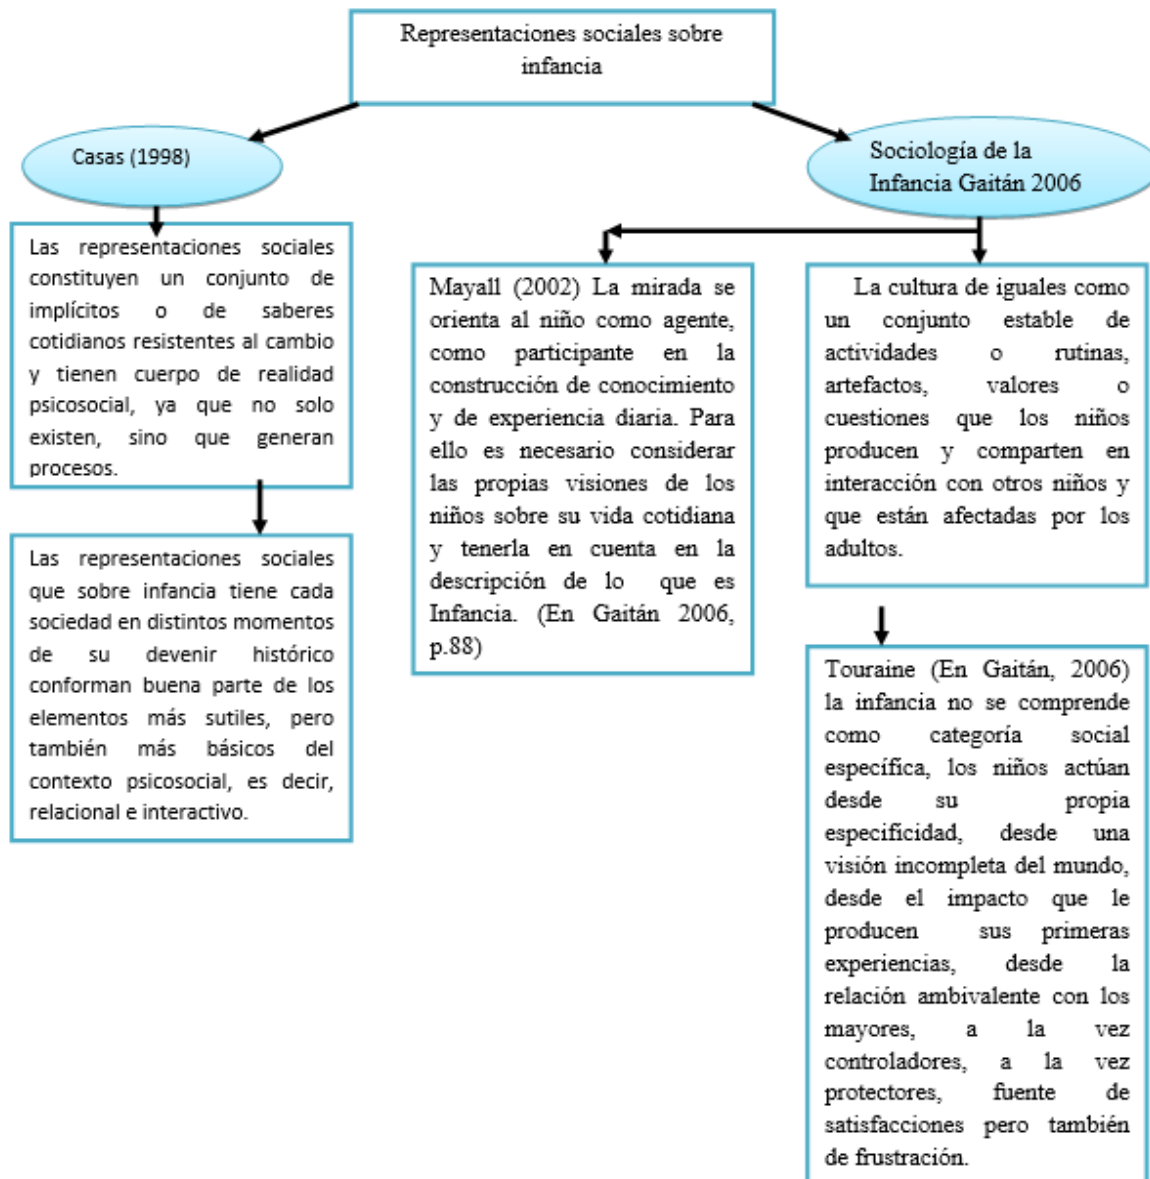 Representaciones sociales sobre
infancia
Casas (1998)
Las representaciones sociales
constituyen un conjunto de
implícitos o de saberes
cotidianos resistentes al cambio
y tienen cuerpo de realidad
psicosocial, ya que no solo
existen, sino que generan
procesos.
Las representaciones sociales
que sobre infancia tiene cada
sociedad en distintos momentos
de su devenir histórico
conforman buena parte de los
elementos más sutiles, pero
también más básicos del
contexto psicosocial, es decir,
relacional e interactivo.
Sociología de la
Infancia Gaitán 2006
Mayall (2002) La mirada se
orienta al niño como agente,
como participante en la
construcción de conocimiento
y de experiencia diaria. Para
ello es necesario considerar
las propias visiones de los
niños sobre su vida cotidiana
y tenerla en cuenta en la
descripción de lo que es
Infancia. (En Gaitán 2006,
p.88)
La cultura de iguales como
un conjunto estable de
actividades o rutinas,
artefactos, valores o
cuestiones que los niños
producen y comparten en
interacción con otros niños y
que están afectadas por los
adultos.
Touraine (En Gaitán, 2006)
la infancia no se comprende
como categoría social
específica, los niños actúan
desde su propia
especificidad, desde una
visión incompleta del mundo,
desde el impacto que le
producen sus primeras
experiencias, desde la
relación ambivalente con los
mayores, a la vez
controladores, a la vez
protectores, fuente de
satisfacciones pero también
de frustración.